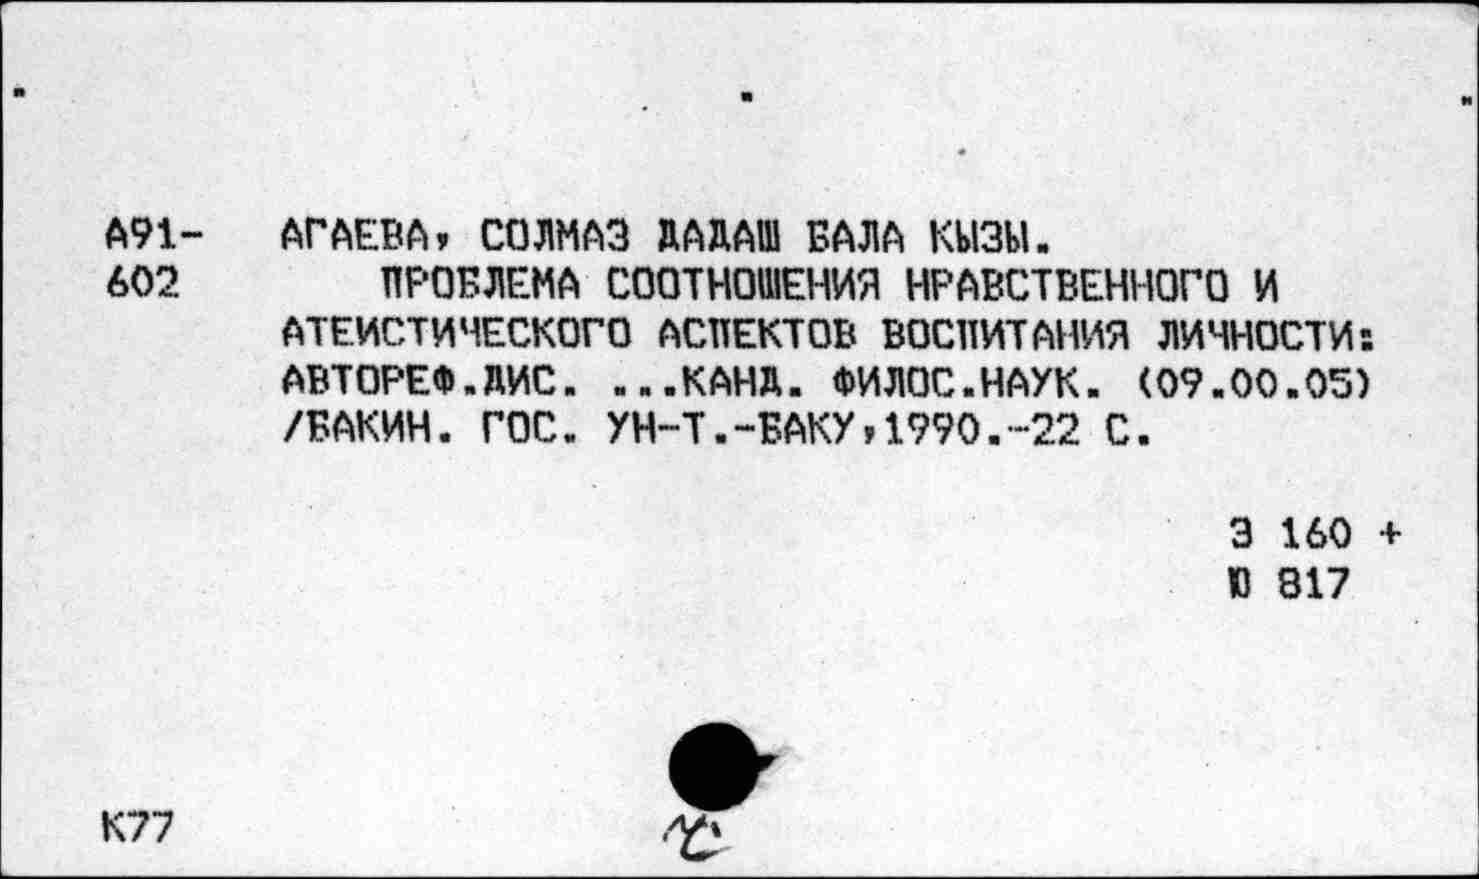 А91- АГАЕВА, СОЛМАЗ ДАДАШ БАЛА КЫЗЫ.
602 ПРОБЛЕМА СООТНОШЕНИЯ НРАВСТВЕННОГО И
АТЕИСТИЧЕСКОГО АСПЕКТОВ ВОСПИТАНИЯ ЛИЧНОСТИ:
АВТОРЕФ.ДИС. ...КАНД. ФИЛОС.НАУК. (09.00.05)
/БАКИН. ГОС. УН-Т.-БАКУ,1990.-22 С.
Э 160 +
Ю 817
К77